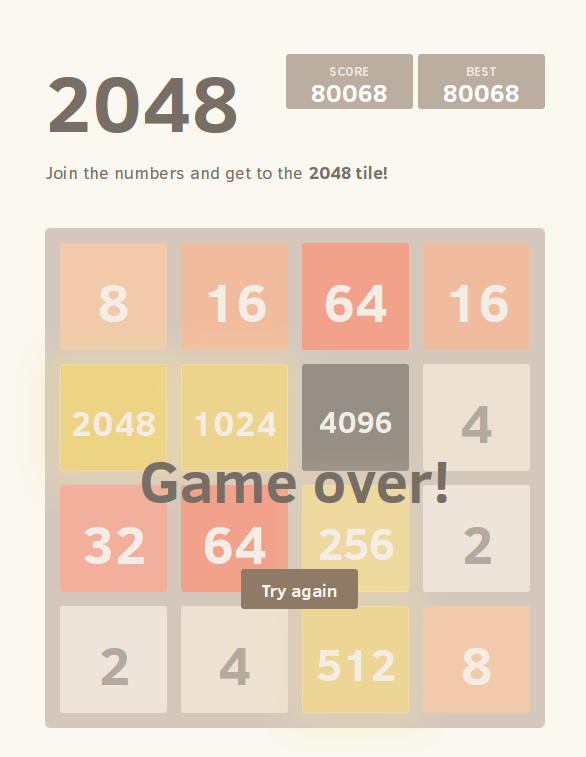 2048
SCORE
80068
BEST
80068
Join the numbers and get to the 2048 tile!
8 16 64 16
2048 1024 4096 4
Game over!
32 64 256 2
Try again
2 4 512 8